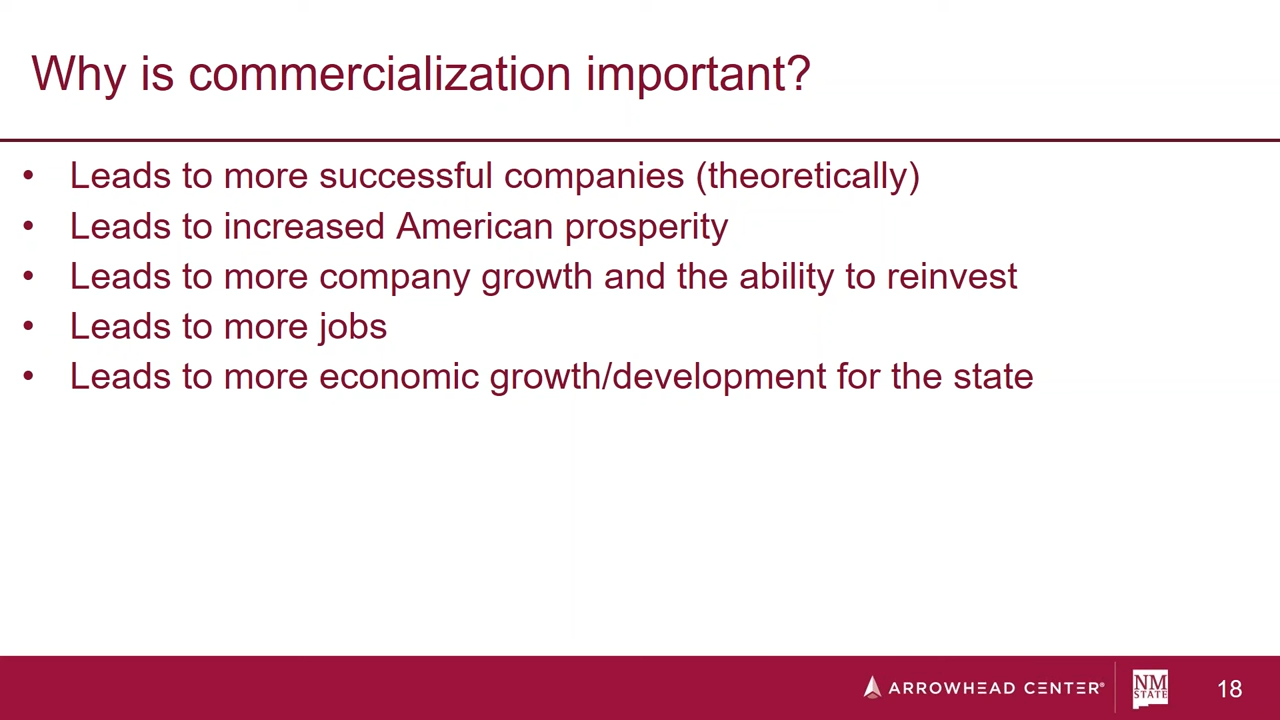 Why is commercialization important?
• Leads to more successful companies (theoretically)
• Leads to increased American prosperity
• Leads to more company growth and the ability to reinvest
• Leads to more jobs
• Leads to more economic growth/development for the state
ARROWHEAD CENTER®
NM
STATE
18